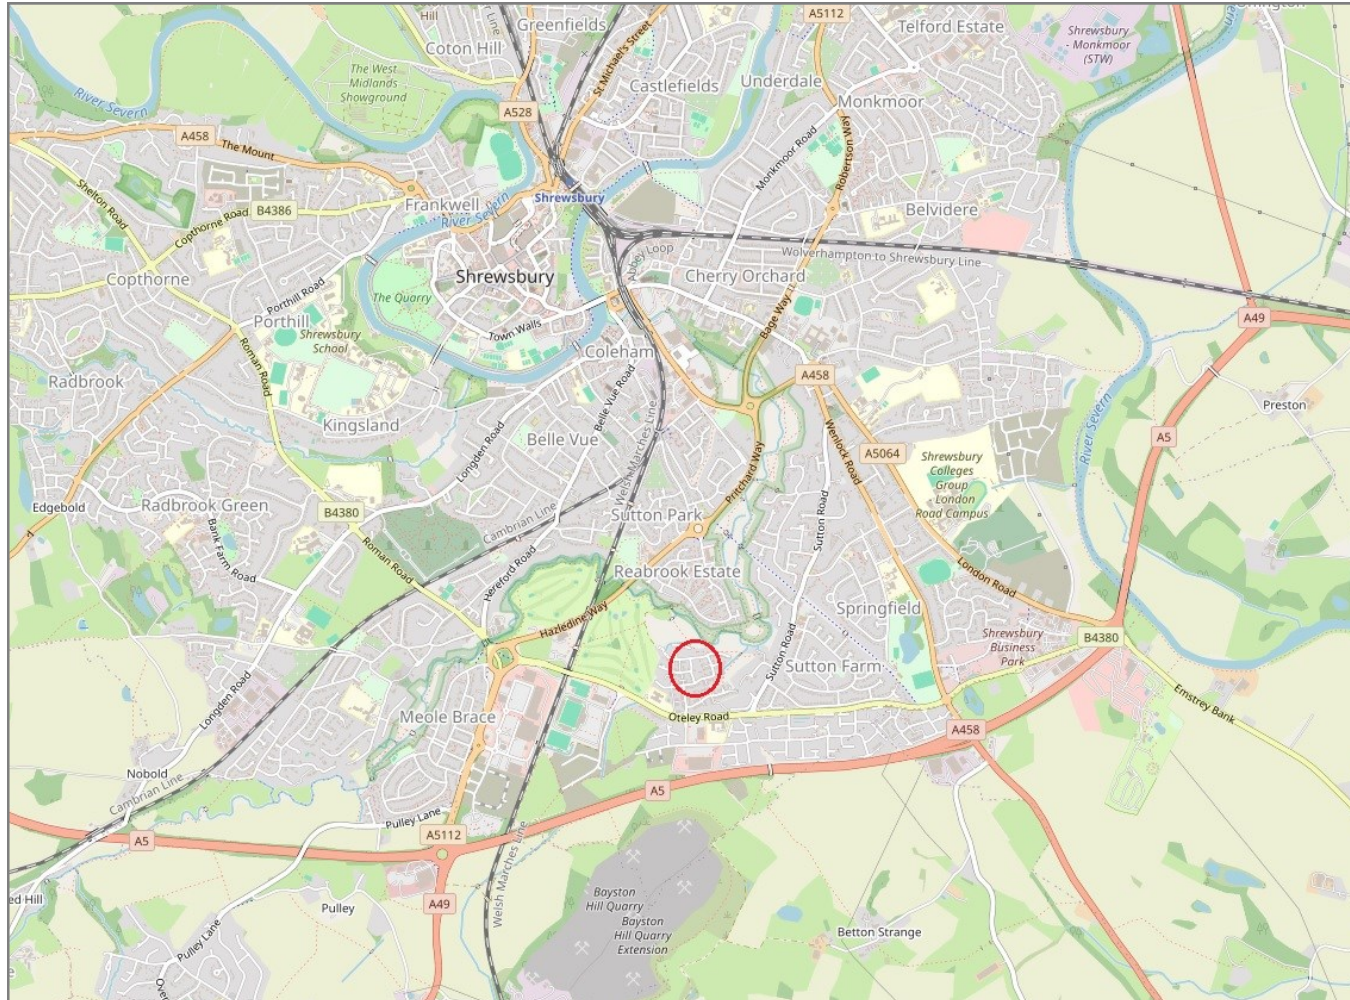 Hill
Greenfields
A5112
Telford Estate
Coton Hill
St Michael's Street
Shrewsbury
- Monkmoor
(STW)
The West
Midlands
Showground
Castlefields
Underdale
Monkmoor
River Severn
A528
A458
The Mount
Monkmoor Road
Robertson Way
Shelton Road
Shrewsbury
Frankwell
River Severn
B4386
Copthorne Road
Belvidere
Abbey Loop
Wolverhampton to Shrewsbury Line
Copthorne
Shrewsbury
Cherry Orchard
The Quarry
Porthill Road
Porthill
Shrewsbury
School
Town Walls
Bage Way
A49
Coleham
Roman Road
Radbrook
A458
Belle Vue Road
Preston
Kingsland
Longden Road
Belle Vue
Welsh Marches Line
Pritchard Way
Wenlock Road
A5064
River Severn
A5
Shrewsbury
Colleges
Group
London
Road Campus
Edgebold
Radbrook Green
B4380
Sutton Park
Sutton Road
Cambrian Line
Bank Farm Road
Roman Road
Hereford Road
Reabrook Estate
London Road
Hazledine Way
Springfield
Shrewsbury
Business
Park
B4380
Sutton Road
Sutton Farm
Longden Road
Meole Brace
Oteley Road
Emstrey Bank
A458
Nobold
Cambrian Line
A5
Pulley Lane
A5
A5112
Welsh Marches Line
ed Hill
A49
Pulley
Bayston
Hill Quarry
Bayston
Hill Quarry
Extension
Pulley Lane
Betton Strange
Over